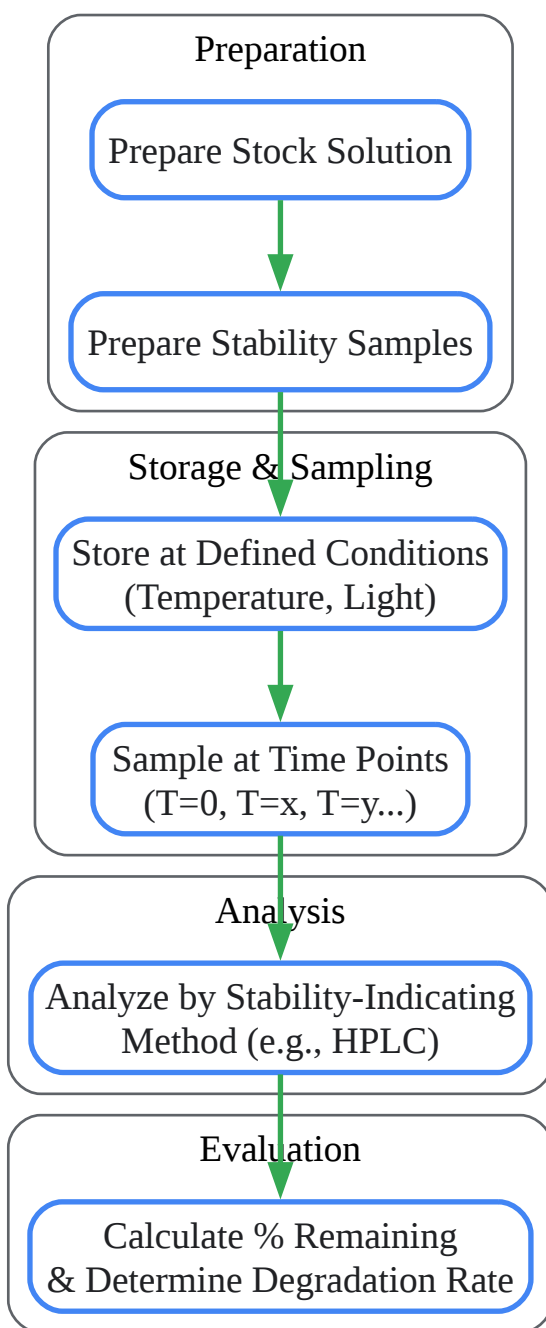 Preparation
Prepare Stock Solution
Prepare Stability Samples
Storage & Sampling
Store at Defined Conditions
(Temperature, Light)
Sample at Time Points
(T=0, T=x, T=y...)
Analysis
Analyze by Stability-Indicating
Method (e.g., HPLC)
Evaluation
Calculate % Remaining
& Determine Degradation Rate